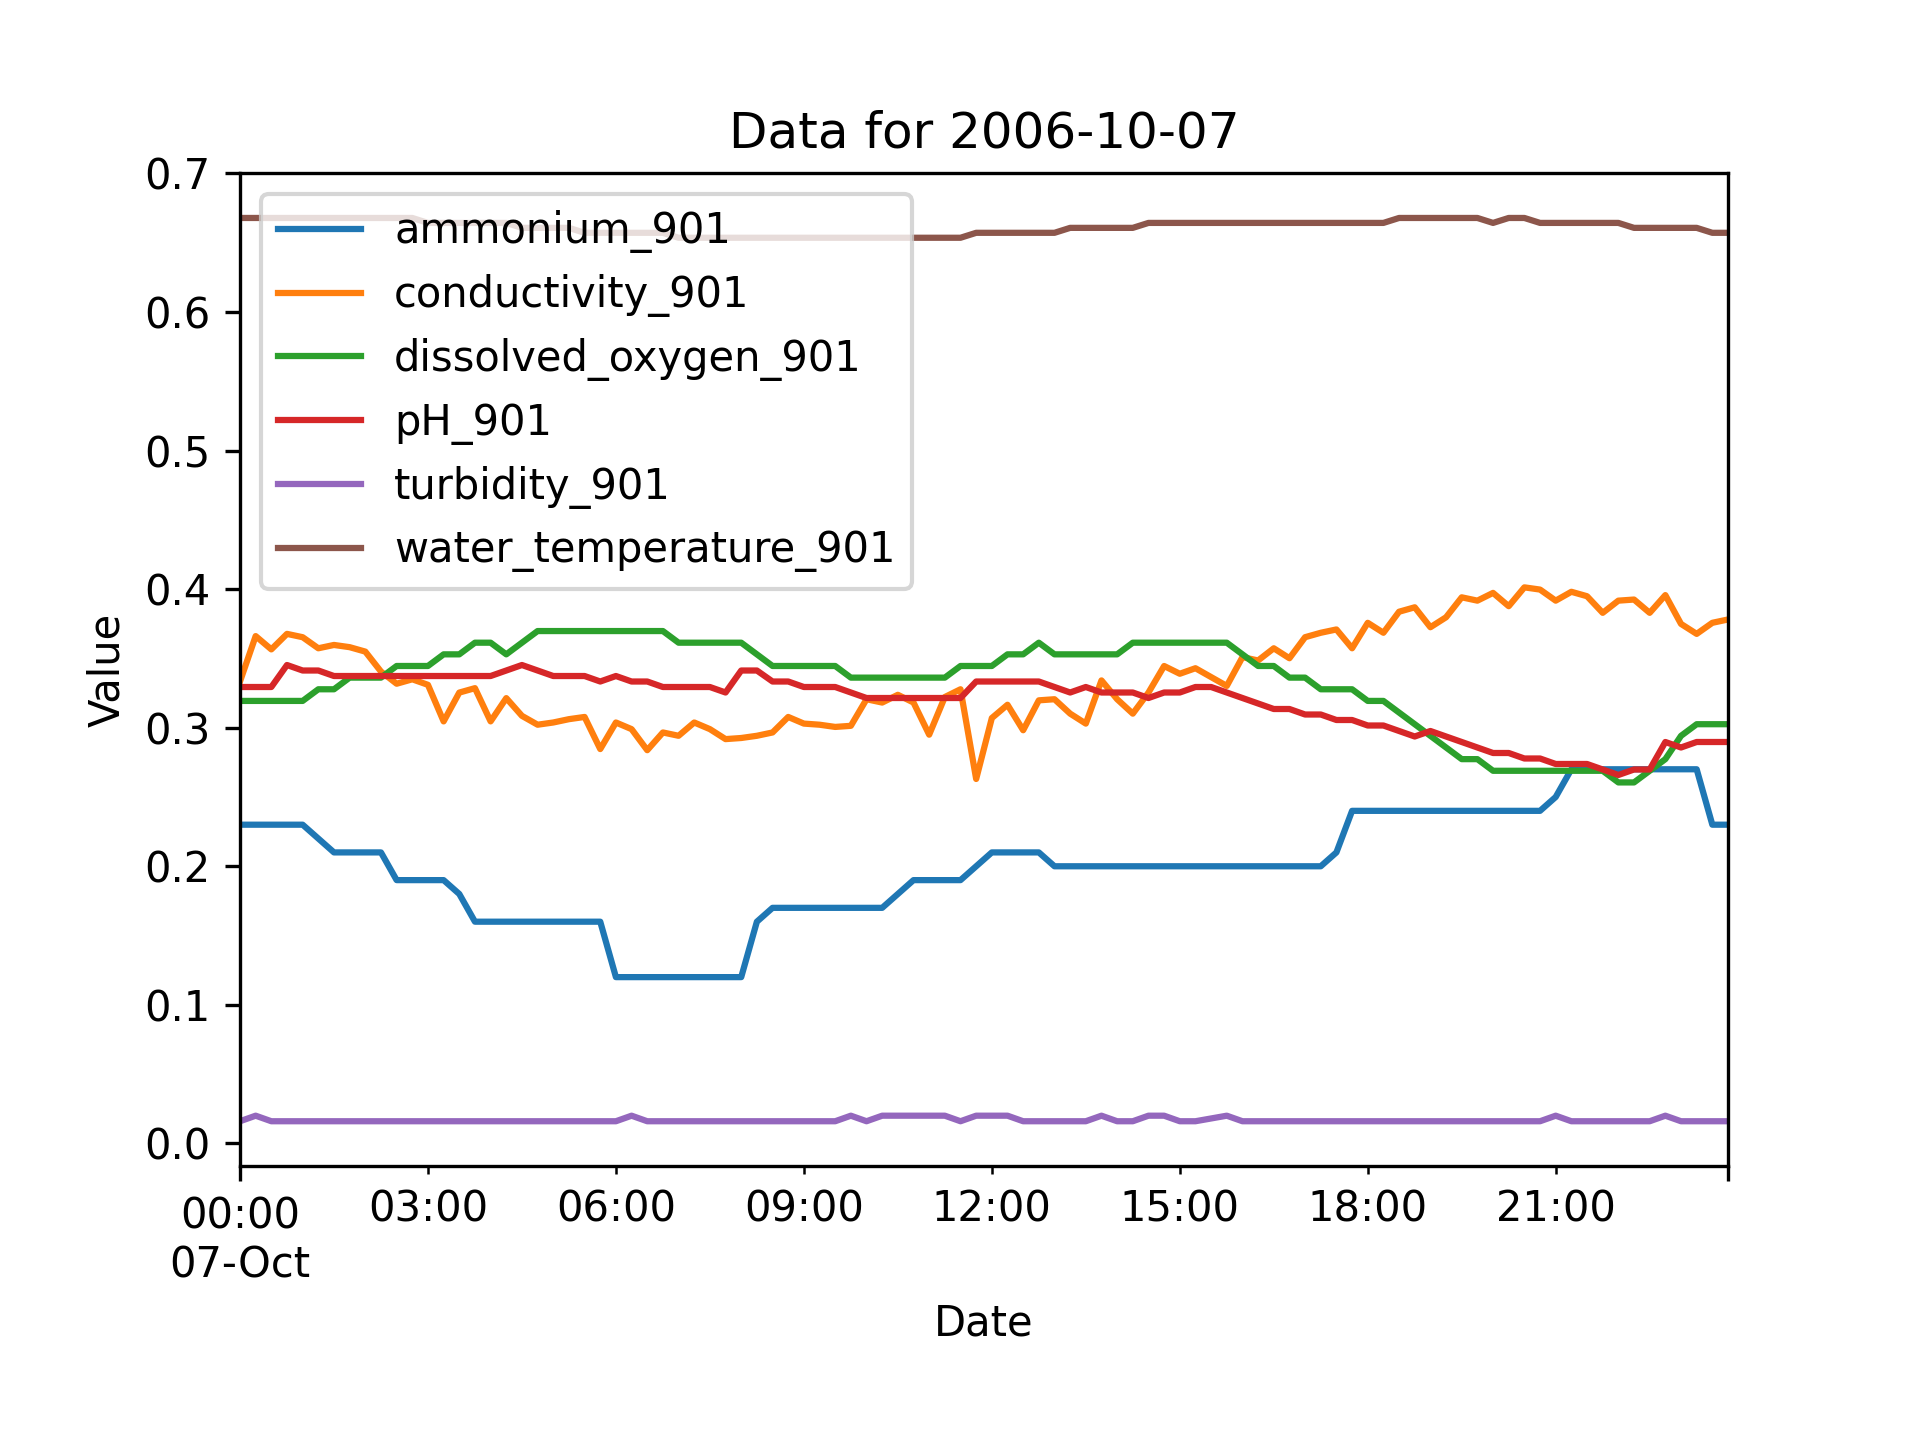 Data for 2006-10-07
0.7
0.6
0.5
0.4
0.3
0.2
0.1
0.0
Value
ammonium_901
conductivity_901
dissolved_oxygen_901
pH_901
turbidity_901
water_temperature_901
00:00 03:00 06:00 09:00 12:00 15:00 18:00 21:00
07-Oct
Date